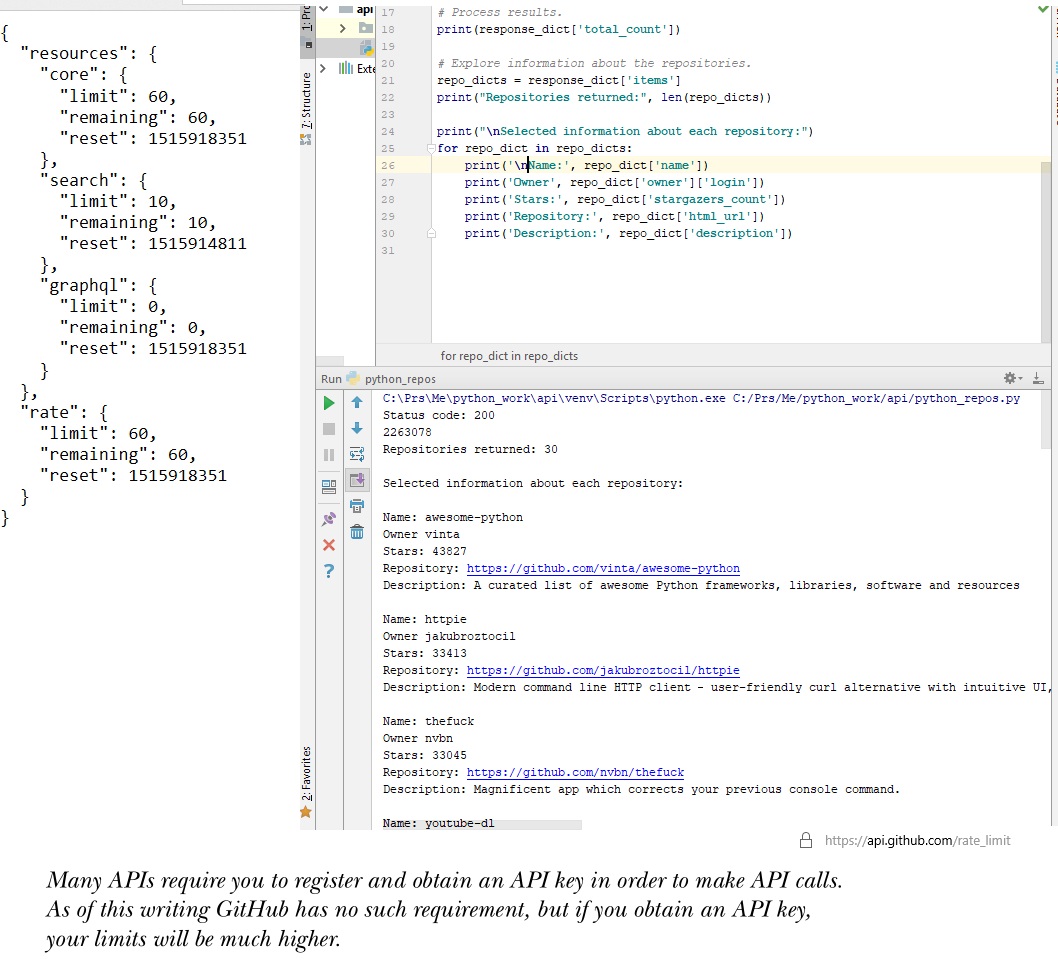 {
"resources": {
"core": {
"limit": 60,
"remaining": 60,
"reset": 1515918351
},
"search": {
"limit": 10,
"remaining": 10,
"reset": 1515914811
},
"graphql": {
"limit": 0,
"remaining": 0,
"reset": 1515918351
}
},
"rate": {
"limit": 60,
"remaining": 60,
"reset": 1515918351
}
}
7: Structure
2: Favorites
api
17 # Process results.
18 print(response_dict['total_count'])
19
20 # Explore information about the repositories.
21 repo_dicts = response_dict['items']
22 print("Repositories returned:", len(repo_dicts))
23
24 print("\nSelected information about each repository:")
25 for repo_dict in repo_dicts:
26 print('\nName:', repo_dict['name'])
27 print('Owner', repo_dict['owner']['login'])
28 print('Stars:', repo_dict['stargazers_count'])
29 print('Repository:', repo_dict['html_url'])
30 print('Description:', repo_dict['description'])
31
for repo_dict in repo_dicts
Run python_repos
C:\Prs\Me\python_work\api\venv\Scripts\python.exe C:/Prs/Me/python_work/api/python_repos.py
Status code: 200
2263078
Repositories returned: 30
Selected information about each repository:
Name: awesome-python
Owner vinta
Stars: 43827
Repository: https://github.com/vinta/awesome-python
Description: A curated list of awesome Python frameworks, libraries, software and resources
Name: httpie
Owner jakubroztocil
Stars: 33413
Repository: https://github.com/jakubroztocil/httpie
Description: Modern command line HTTP client - user-friendly curl alternative with intuitive UI,
Name: thefuck
Owner nvbn
Stars: 33045
Repository: https://github.com/nvbn/thefuck
Description: Magnificent app which corrects your previous console command.
Name: youtube-dl
https://api.github.com/rate_limit
Many APIs require you to register and obtain an API key in order to make API calls.
As of this writing GitHub has no such requirement, but if you obtain an API key,
your limits will be much higher.